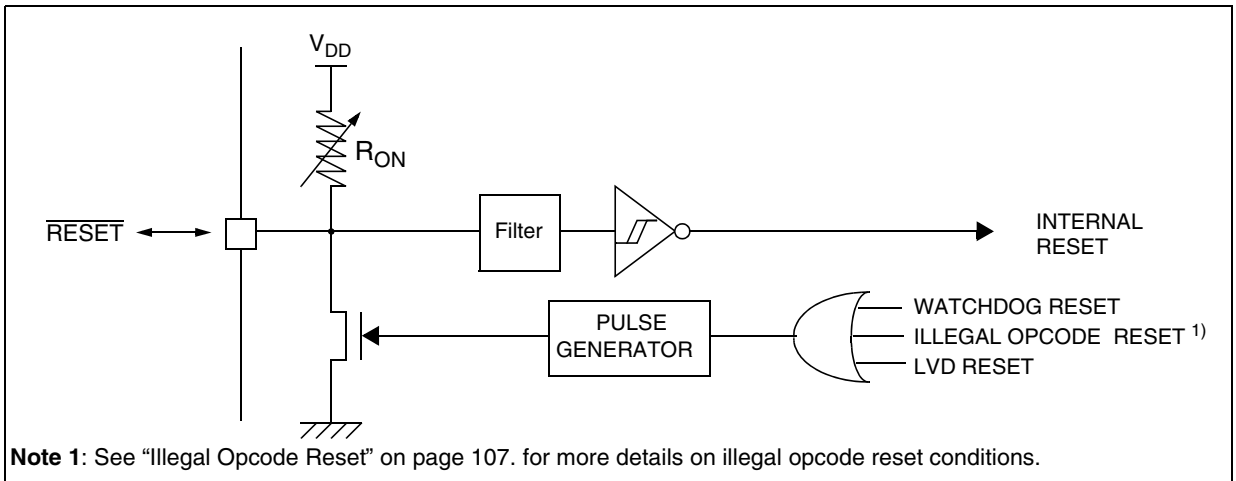 VDD
RON
RESET
Filter
INTERNAL
RESET
PULSE
GENERATOR
WATCHDOG RESET
ILLEGAL OPCODE RESET 1)
LVD RESET
Note 1: See “Illegal Opcode Reset” on page 107. for more details on illegal opcode reset conditions.